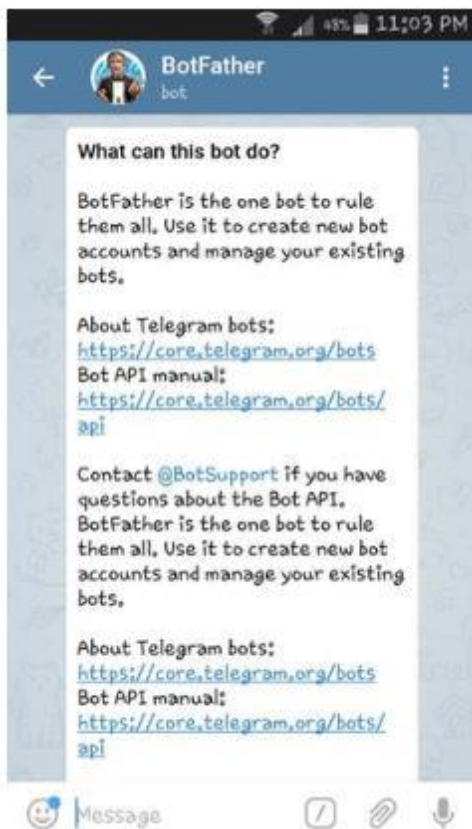 48% 11:03 PM
BotFather
bot
What can this bot do?
BotFather is the one bot to rule
them all. Use it to create new bot
accounts and manage your existing
bots.
About Telegram bots:
https://core.telegram.org/bots
Bot API manual:
https://core.telegram.org/bots/
api
Contact @BotSupport if you have
questions about the Bot API.
BotFather is the one bot to rule
them all. Use it to create new bot
accounts and manage your existing
bots.
About Telegram bots:
https://core.telegram.org/bots
Bot API manual:
https://core.telegram.org/bots/
api
Message